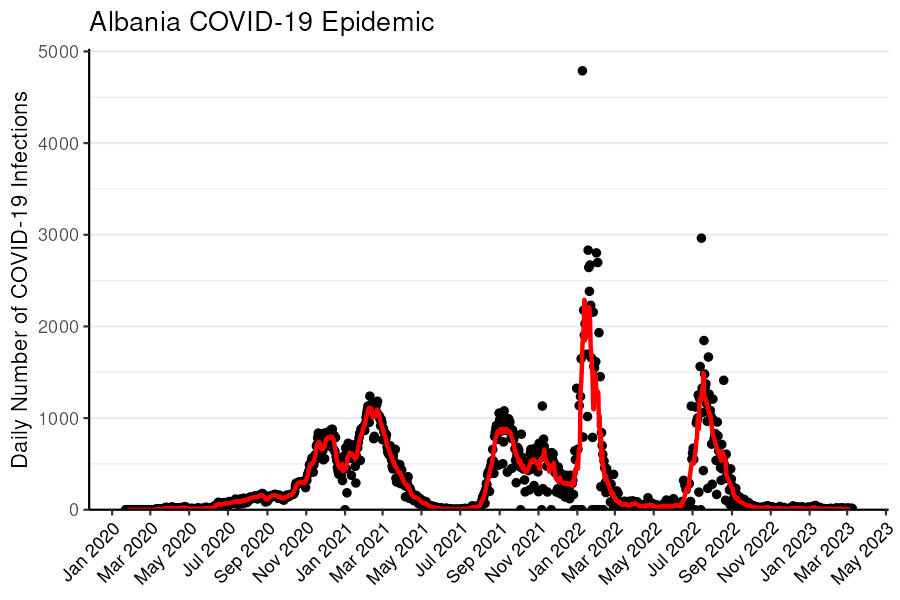 Albania COVID-19 Epidemic
Daily Number of COVID-19 Infections
5000
4000
3000
2000
1000
0
Jan 2020
Mar 2020
May 2020
Jul 2020
Sep 2020
Nov 2020
Jan 2021
Mar 2021
May 2021
Jul 2021
Sep 2021
Nov 2021
Jan 2022
Mar 2022
May 2022
Jul 2022
Sep 2022
Nov 2022
Jan 2023
Mar 2023
May 2023